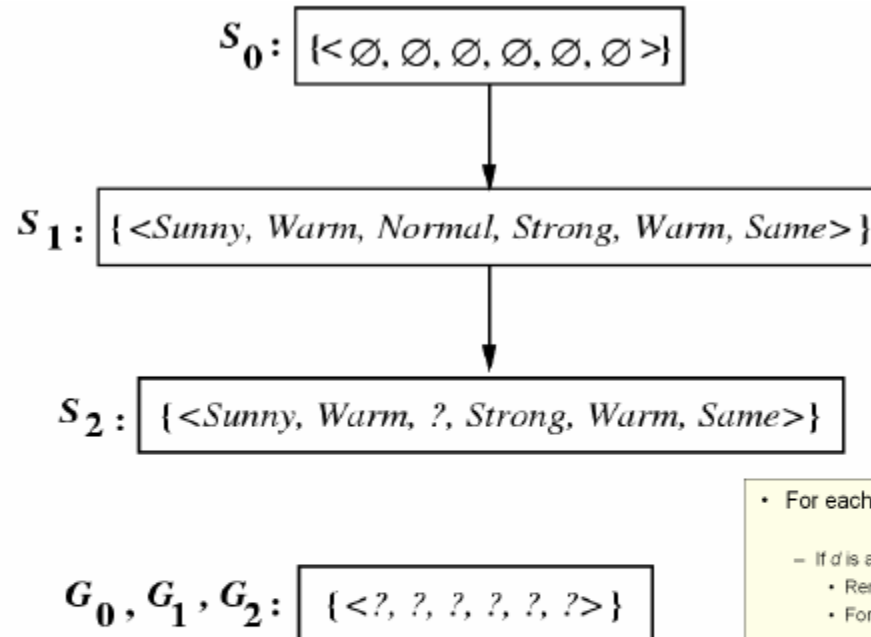 S0: {<∅, ∅, ∅, ∅, ∅, ∅>}
S1: {<Sunny, Warm, Normal, Strong, Warm, Same>}
S2: {<Sunny, Warm, ?, Strong, Warm, Same>}
• For each
– If d is a
G0, G1, G2: {<?, ?, ?, ?, ?, ?>}
• For